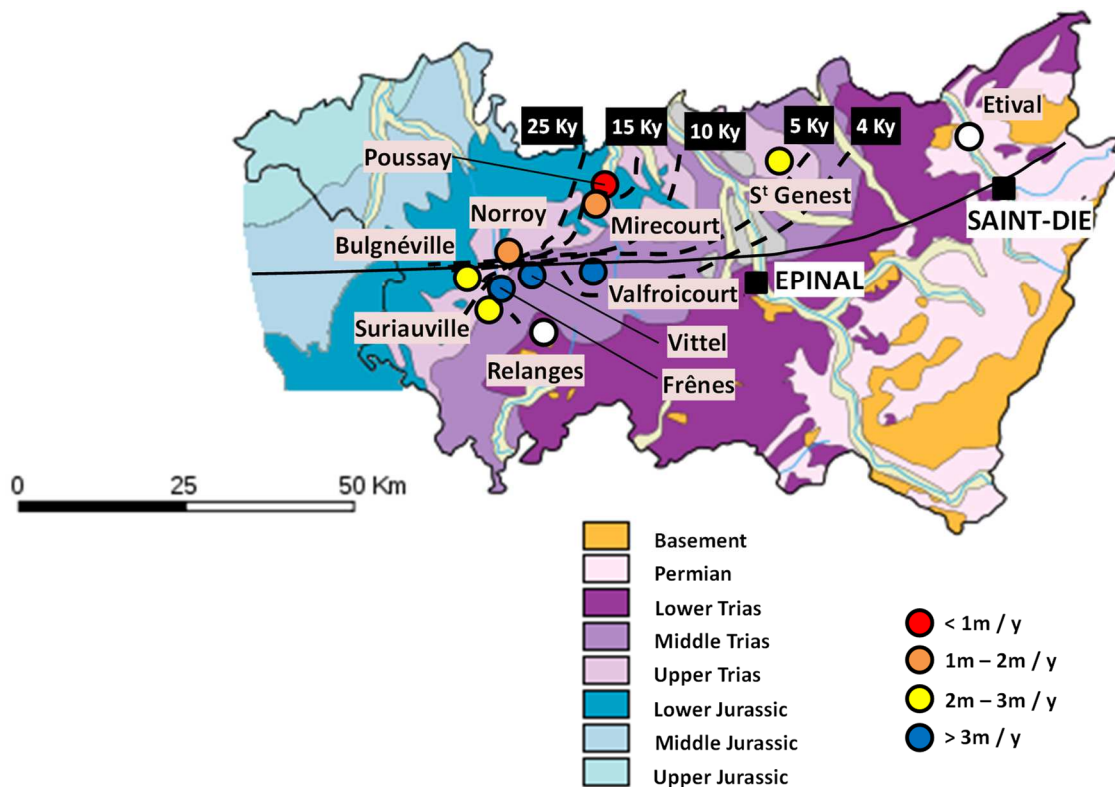 Etival
25 Ky
15 Ky
10 Ky
5 Ky
4 Ky
Poussay
Sᵗ Genest
Norroy
Mirecourt
SAINT-DIE
Bulgnéville
Valfroicourt
EPINAL
Suriauville
Vittel
Relanges
Frênes
0
25
50 Km
Basement
Permian
Lower Trias
Middle Trias
Upper Trias
Lower Jurassic
Middle Jurassic
Upper Jurassic
< 1m / y
1m – 2m / y
2m – 3m / y
> 3m / y